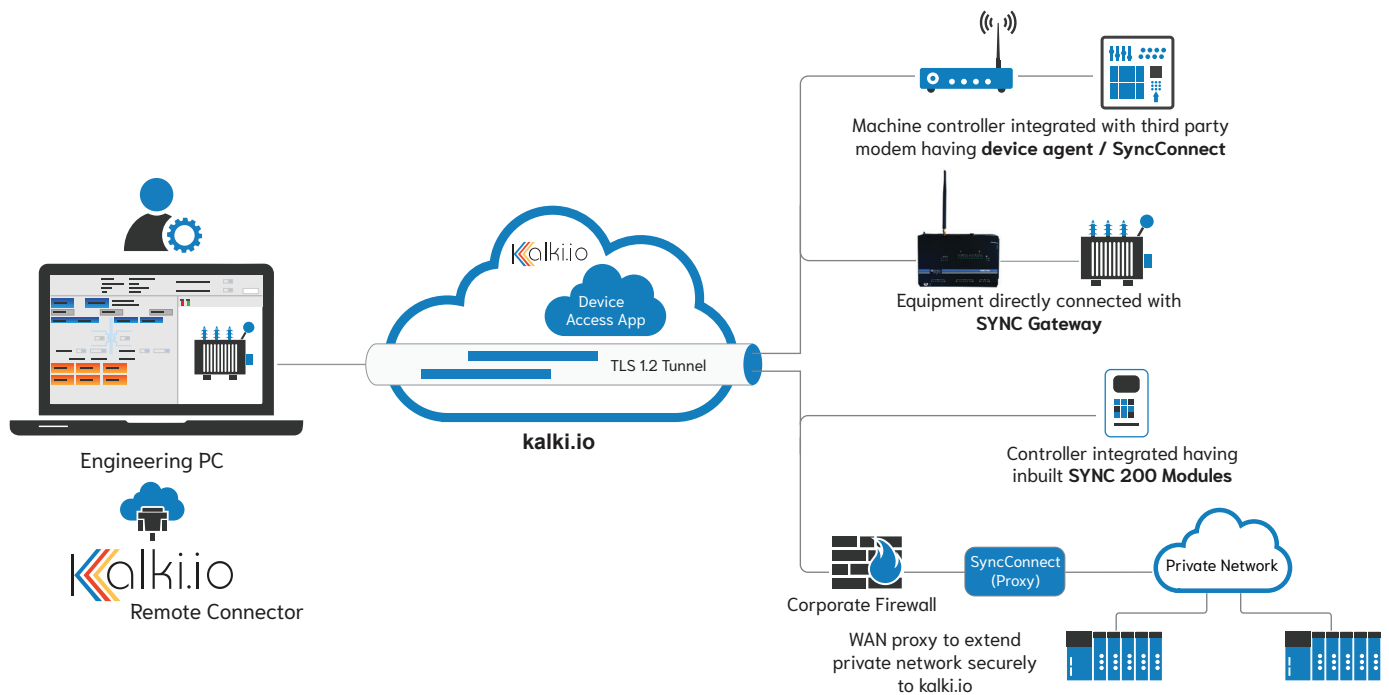 Kalki.io
Device
Access App
TLS 1.2 Tunnel
kalki.io
Engineering PC
Kalki.io
Remote Connector
Machine controller integrated with third party
modem having device agent / SyncConnect
Equipment directly connected with
SYNC Gateway
Controller integrated having
inbuilt SYNC 200 Modules
Corporate Firewall
SyncConnect
(Proxy)
Private Network
WAN proxy to extend
private network securely
to kalki.io